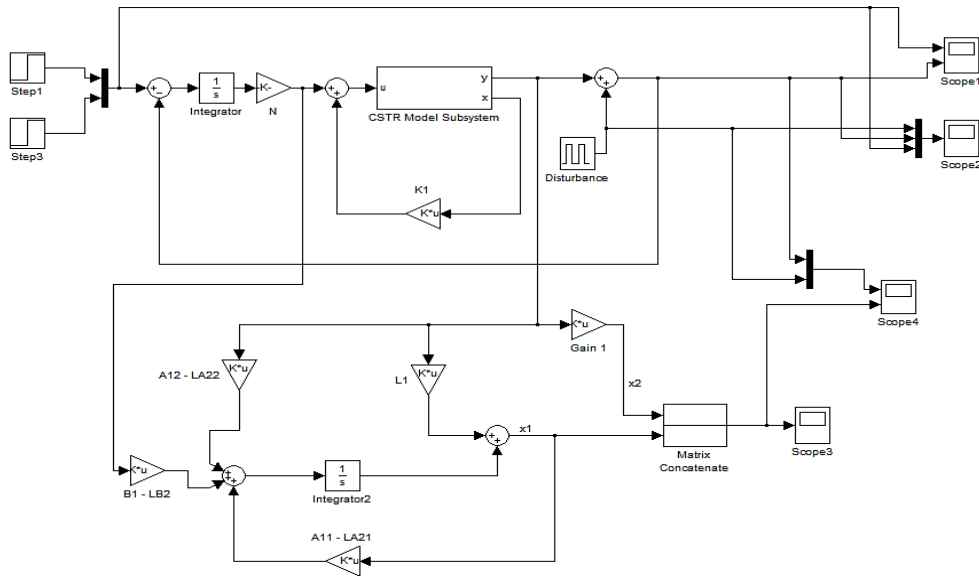 Step1
Step3
1
s
Integrator
K-
N
u
y
x
CSTR Model Subsystem
K1
K*u
Disturbance
Scope1
Scope2
Scope4
A12 - LA22
K*u
L1
K*u
K*u
Gain 1
x2
x1
Matrix
Concatenate
Scope3
K*u
B1 - LB2
1
s
Integrator2
A11 - LA21
K*u